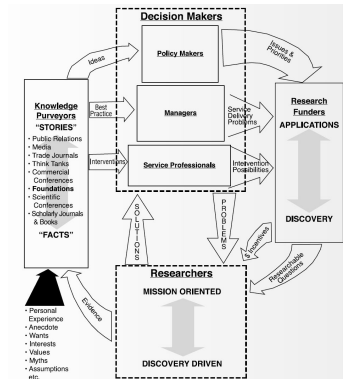 Decision Makers
Policy Makers
Managers
Service Professionals
Ideas
Best
Practice
Interventions
Issues &
Priorities
Service
Delivery
Problems
Intervention
Possibilities
Knowledge
Purveyors
“STORIES”
• Public Relations
• Media
• Trade Journals
• Think Tanks
• Commercial
Conferences
• Foundations
• Scientific
Conferences
• Scholarly Journals
& Books
“FACTS”
Research
Funders
APPLICATIONS
DISCOVERY
SOLUTIONS
PROBLEMS
& Incentives
Researchable
Questions
Evidence
Researchers
MISSION ORIENTED
DISCOVERY DRIVEN
• Personal
Experience
• Anecdote
• Wants
• Interests
• Values
• Myths
• Assumptions
etc.